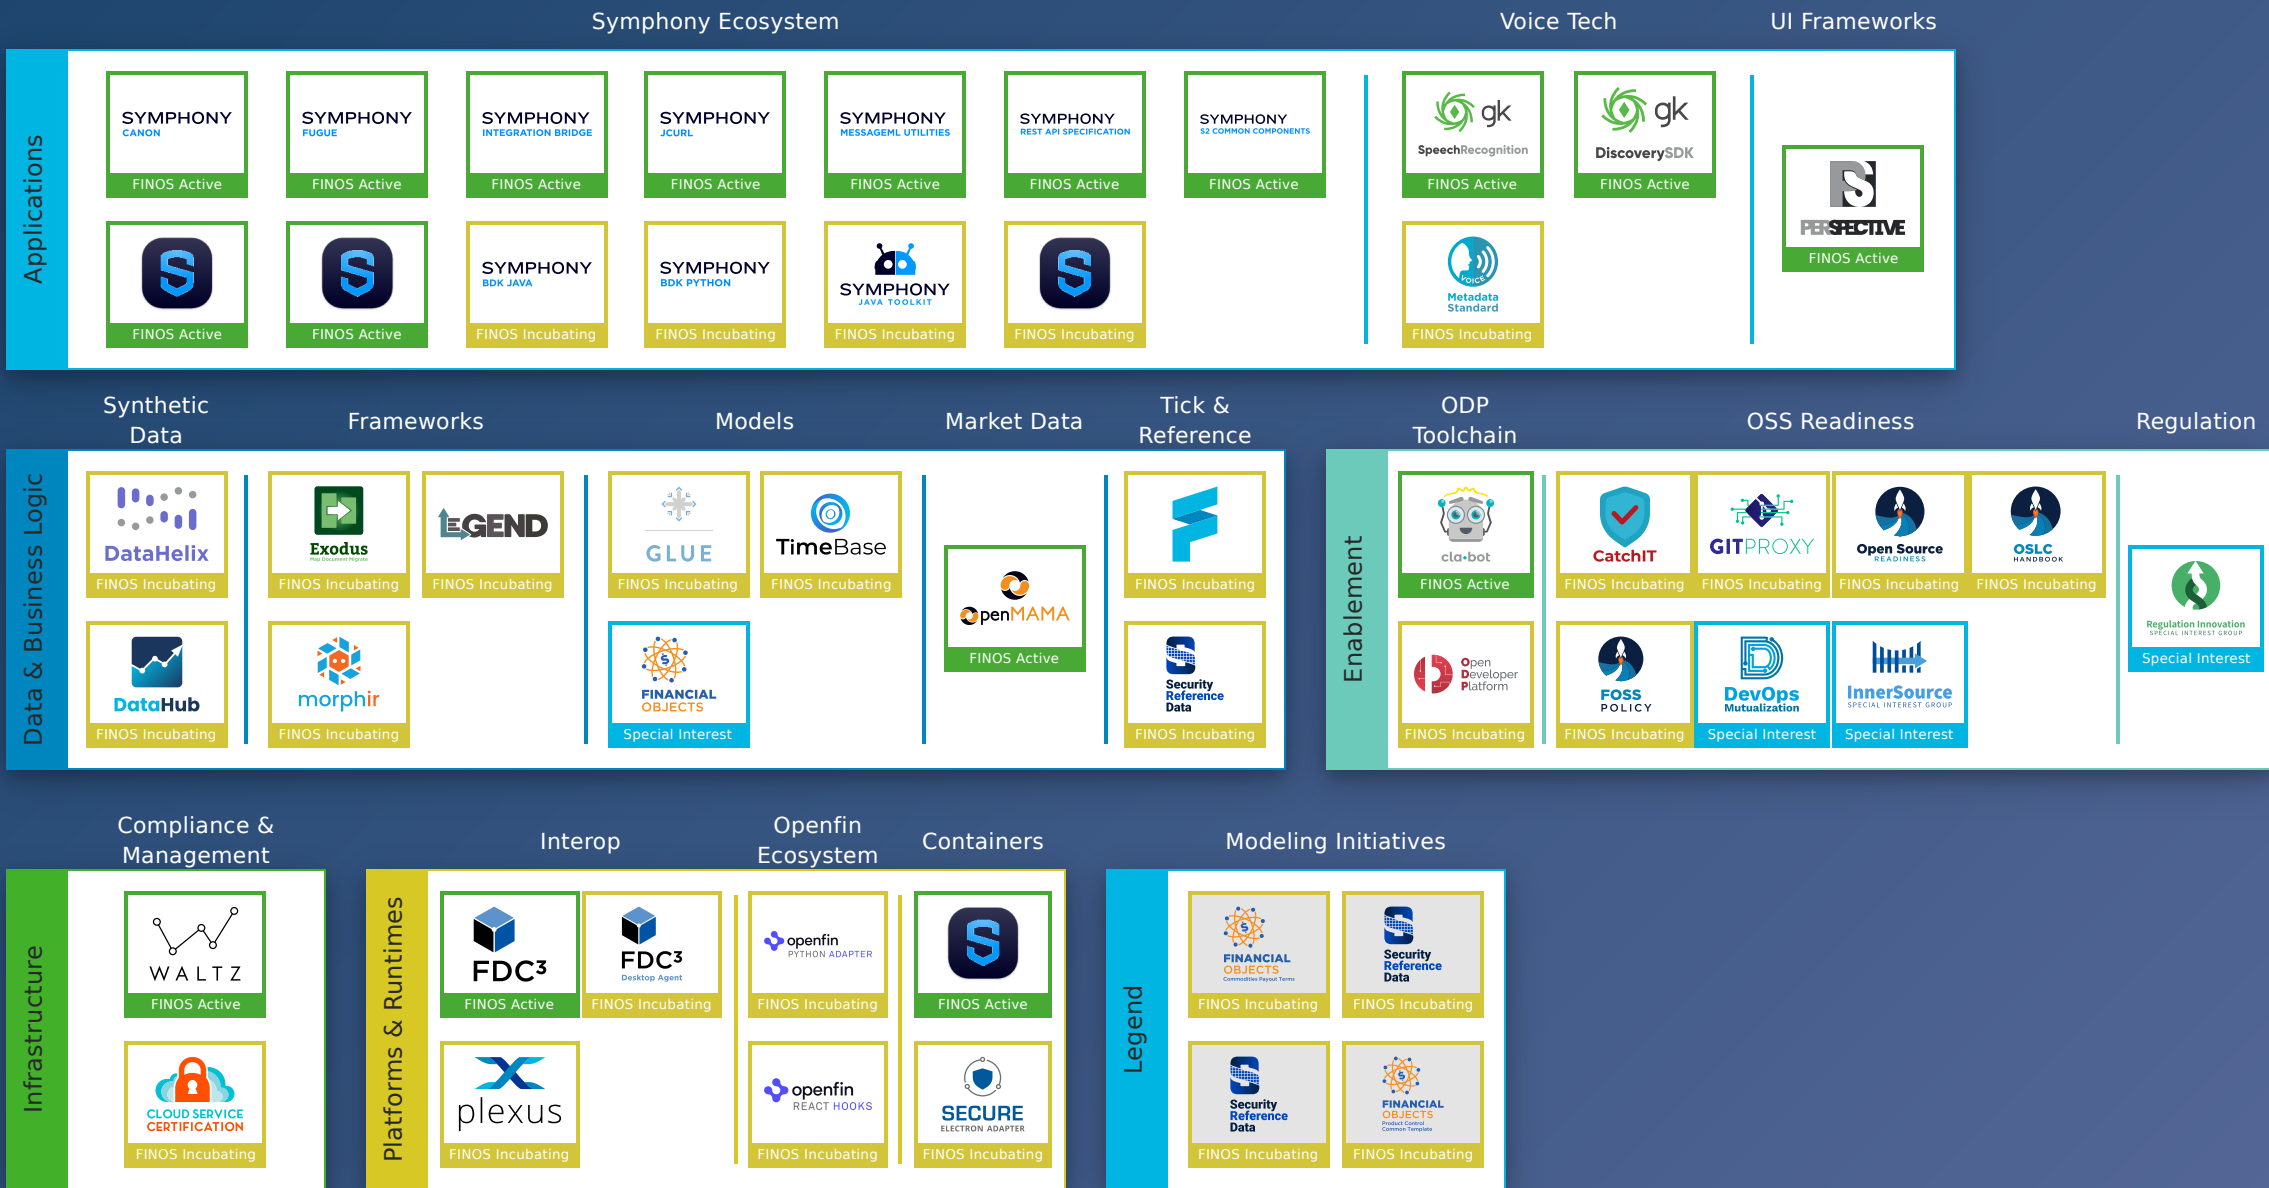 Symphony Ecosystem
Voice Tech
UI Frameworks
Applications
SYMPHONY
CANON
FINOS Active
SYMPHONY
FUGUE
FINOS Active
SYMPHONY
INTEGRATION BRIDGE
FINOS Active
SYMPHONY
JCURL
FINOS Active
SYMPHONY
MESSAGEML UTILITIES
FINOS Active
SYMPHONY
REST API SPECIFICATION
FINOS Active
SYMPHONY
S2 COMMON COMPONENTS
FINOS Active
gk
SpeechRecognition
FINOS Active
gk
DiscoverySDK
FINOS Active
PERSPECTIVE
FINOS Active
S
FINOS Active
S
FINOS Active
SYMPHONY
BDK JAVA
FINOS Incubating
SYMPHONY
BDK PYTHON
FINOS Incubating
SYMPHONY
JAVA TOOLKIT
FINOS Incubating
S
FINOS Incubating
VOICE
Metadata
Standard
FINOS Incubating
Synthetic
Data
Frameworks
Models
Market Data
Tick &
Reference
Data & Business Logic
DataHelix
FINOS Incubating
Exodus
Map Document Migrate
FINOS Incubating
LEGEND
FINOS Incubating
GLUE
FINOS Incubating
TimeBase
FINOS Incubating
OpenMAMA
FINOS Active
FINOS Incubating
DataHub
FINOS Incubating
morphir
FINOS Incubating
FINANCIAL
OBJECTS
Special Interest
Security
Reference
Data
FINOS Incubating
ODP
Toolchain
OSS Readiness
Regulation
Enablement
cla•bot
FINOS Active
CatchIT
FINOS Incubating
GITPROXY
FINOS Incubating
Open Source
READINESS
FINOS Incubating
OSLC
HANDBOOK
FINOS Incubating
Regulation Innovation
SPECIAL INTEREST GROUP
Special Interest
Open
Developer
Platform
FINOS Incubating
FOSS
POLICY
FINOS Incubating
DevOps
Mutualization
Special Interest
InnerSource
SPECIAL INTEREST GROUP
Special Interest
Compliance &
Management
Infrastructure
WALTZ
FINOS Active
CLOUD SERVICE
CERTIFICATION
FINOS Incubating
Interop
Openfin
Ecosystem
Containers
Platforms & Runtimes
FDC³
FINOS Active
FDC³
Desktop Agent
FINOS Incubating
openfin
PYTHON ADAPTER
FINOS Incubating
S
FINOS Active
plexus
FINOS Incubating
openfin
REACT HOOKS
FINOS Incubating
SECURE
ELECTRON ADAPTER
FINOS Incubating
Modeling Initiatives
Legend
FINANCIAL
OBJECTS
Commodities Payout Terms
FINOS Incubating
Security
Reference
Data
FINOS Incubating
Security
Reference
Data
FINOS Incubating
FINANCIAL
OBJECTS
Product Control
Common Template
FINOS Incubating